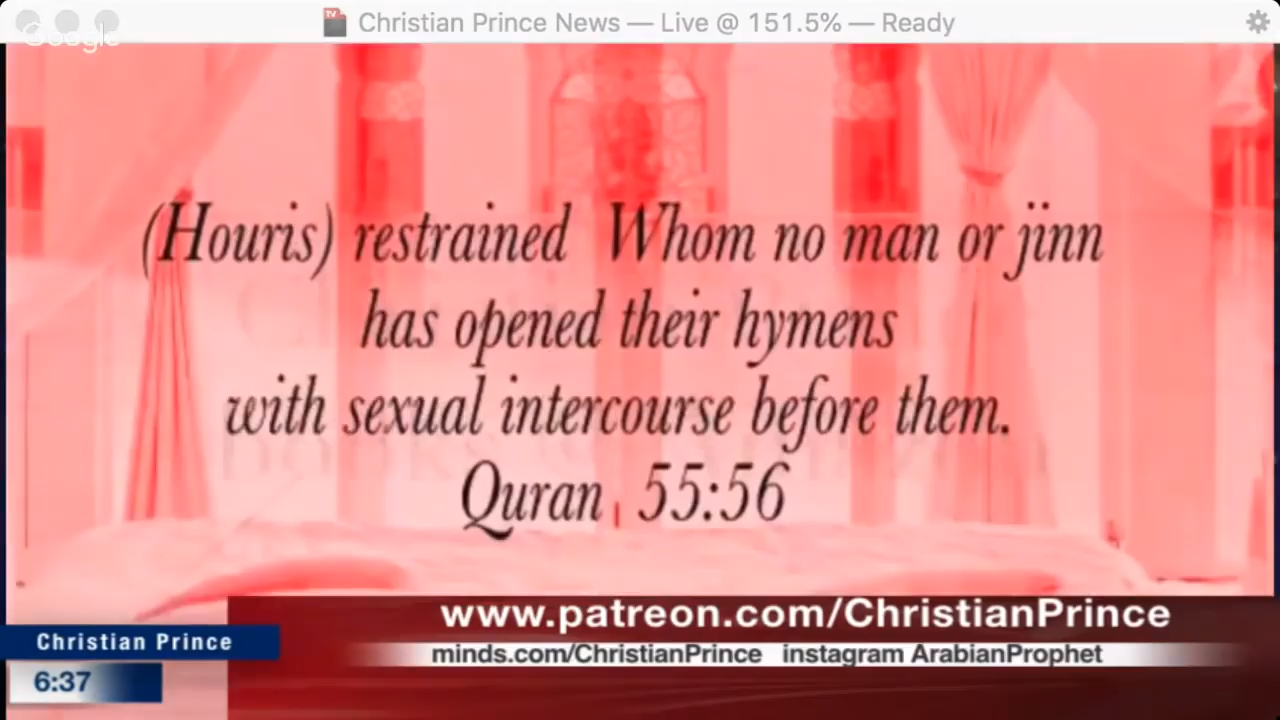 Christian Prince News — Live @ 151.5% — Ready
Google
TV
(Houris) restrained Whom no man or jinn
has opened their hymens
with sexual intercourse before them.
Quran 55:56
www.patreon.com/ChristianPrince
Christian Prince
minds.com/ChristianPrince instagram ArabianProphet
6:37